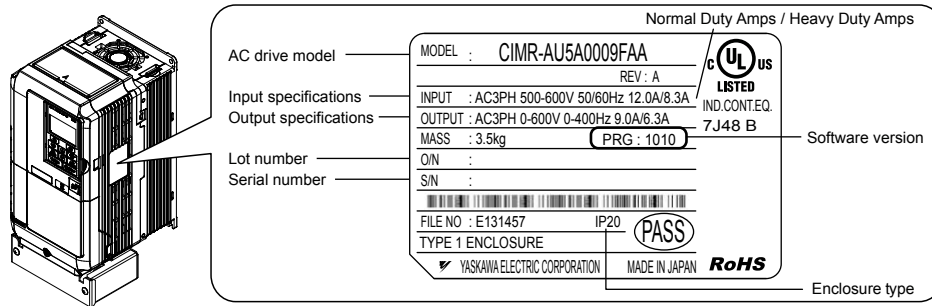 Normal Duty Amps / Heavy Duty Amps
AC drive model
MODEL : CIMR-AU5A0009FAA
REV : A
Input specifications
INPUT : AC3PH 500-600V 50/60Hz 12.0A/8.3A
Output specifications
OUTPUT : AC3PH 0-600V 0-400Hz 9.0A/6.3A
MASS : 3.5kg PRG : 1010
Software version
Lot number
O/N :
Serial number
S/N :
FILE NO : E131457 IP20
TYPE 1 ENCLOSURE
PASS
YASKAWA ELECTRIC CORPORATION MADE IN JAPAN
C UL US
LISTED
IND.CONT.EQ.
7J48 B
RoHS
Enclosure type